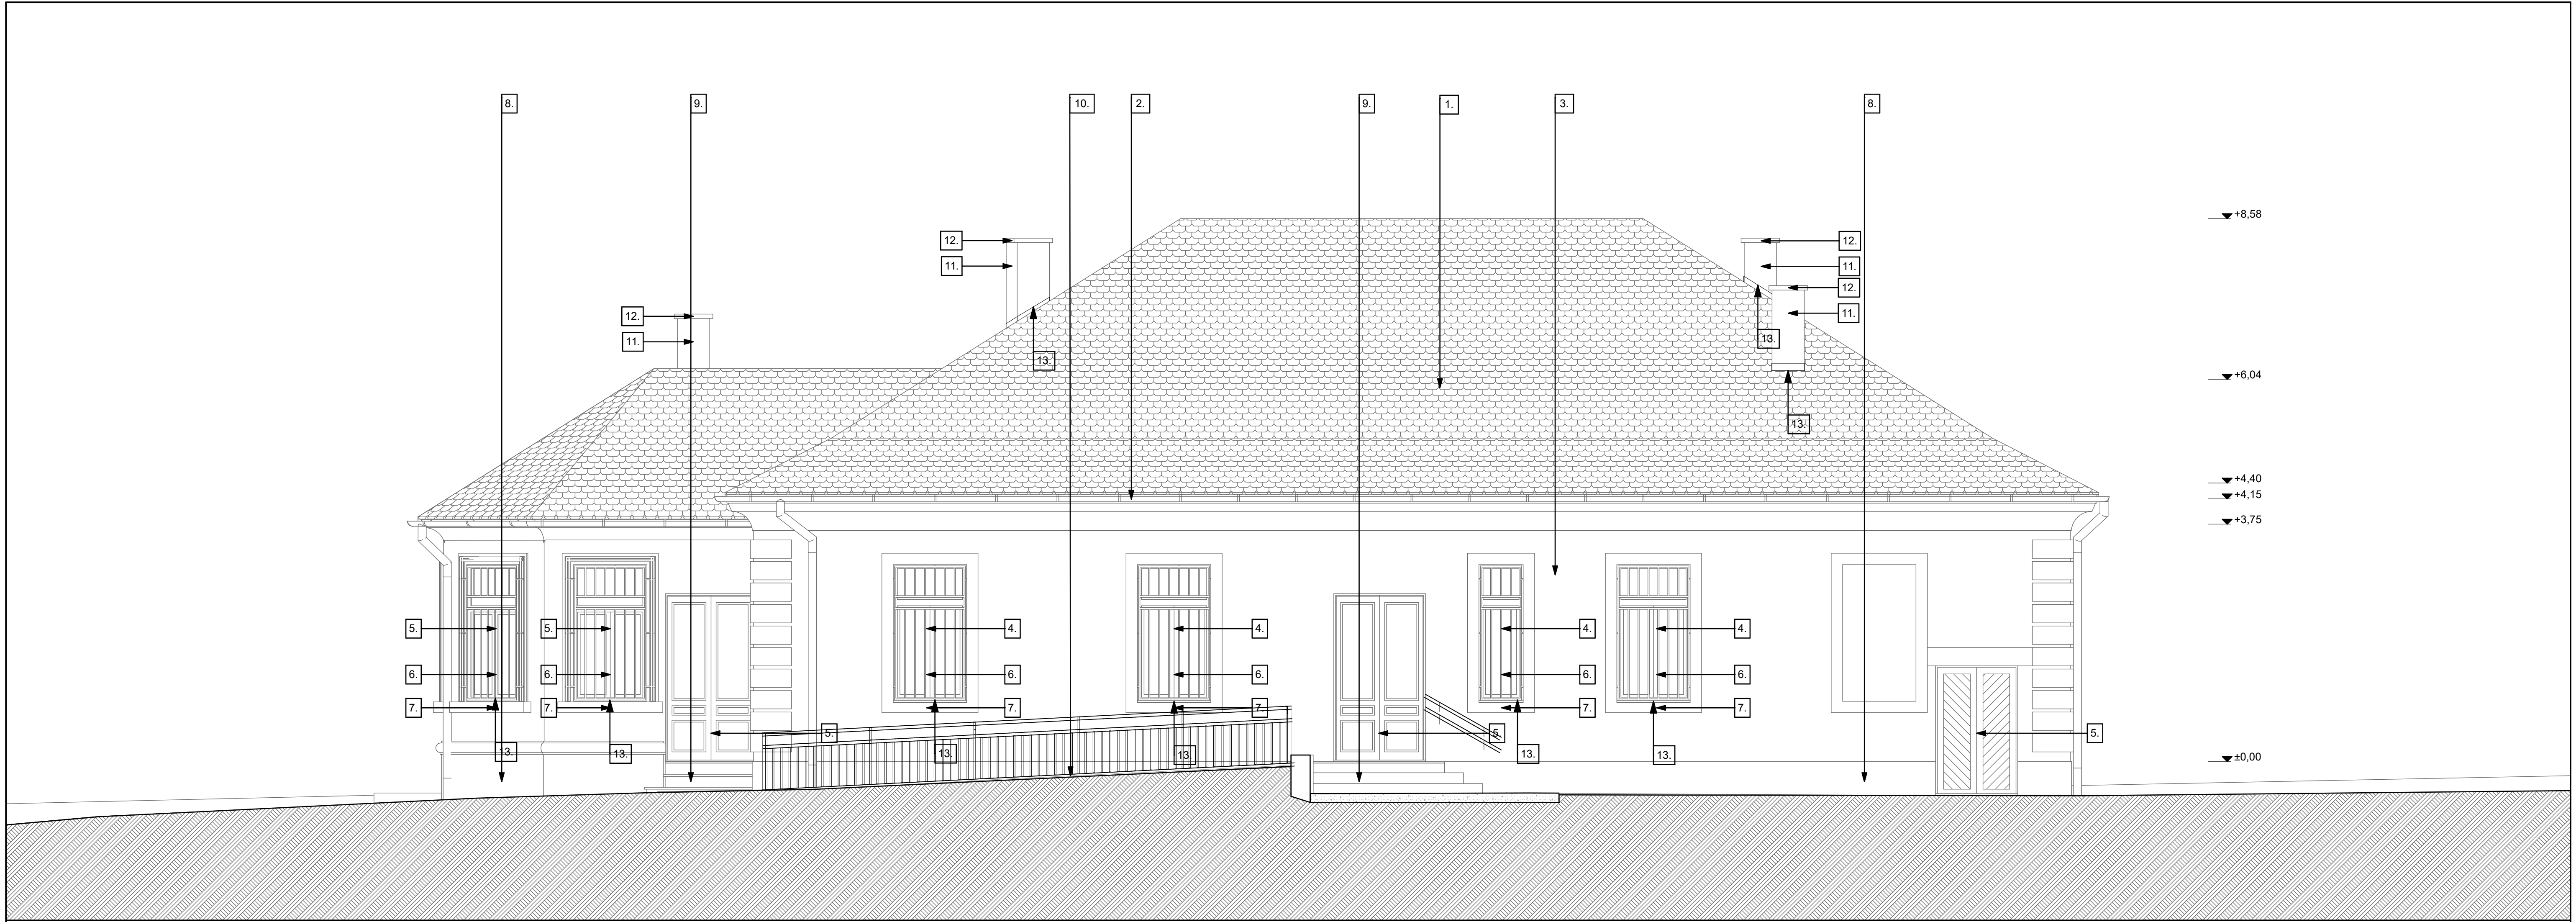 8. 9. 10. 2. 9. 1. 3. 8.
+8,58
12. 12.
11. 11.
12.
12. 11.
13.
11.
13.
+6,04
13.
+4,40
+4,15
+3,75
5. 5. 4. 4. 4. 4.
6. 6. 6. 6. 6. 6.
7. 7. 7. 7. 7. 7.
5. 5. 5.
13. 13. 13. 13. 13. 13.
±0,00